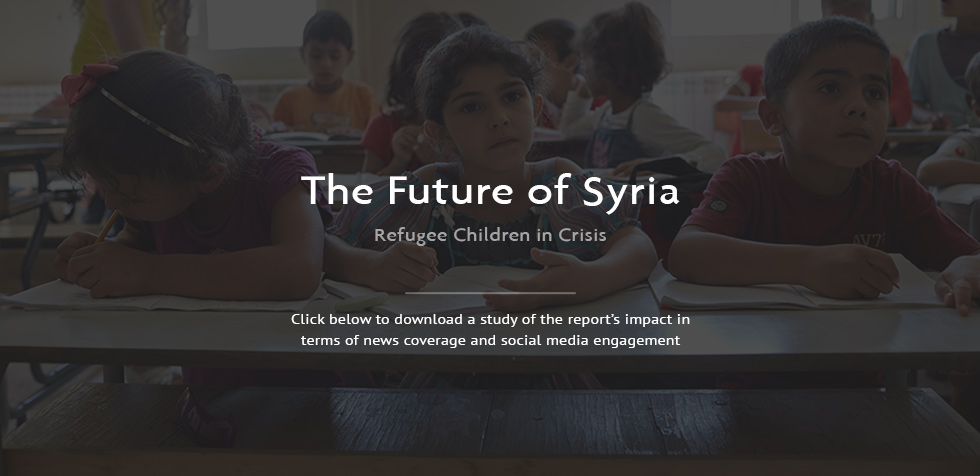 The Future of Syria
Refugee Children in Crisis
Click below to download a study of the report's impact in
terms of news coverage and social media engagement